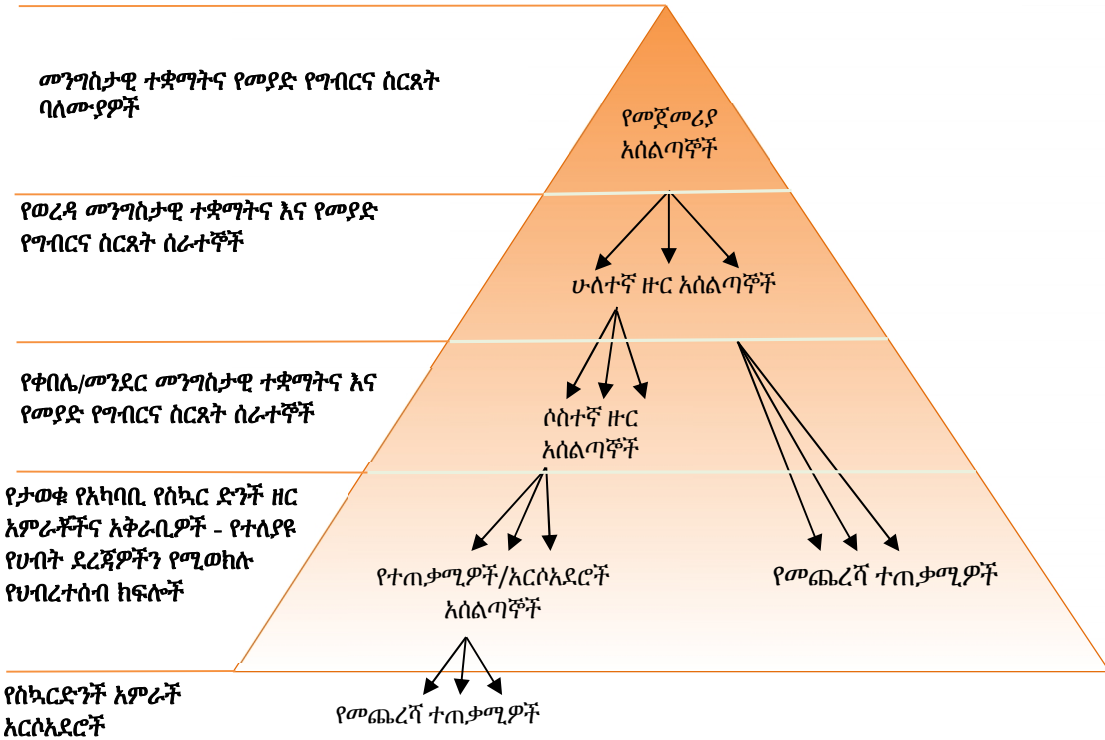 መንግስታዊ ተቋማትና የመያድ የግብርና ስርጸት
ባለሙያዎች
የመጀመሪያ
አሰልጣኞች
የወረዳ መንግስታዊ ተቋማትና እና የመያድ
የግብርና ስርጸት ሰራተኞች
ሁለተኛ ዙር አሰልጣኞች
የቀበሌ/መንደር መንግስታዊ ተቋማትና እና
የመያድ የግብርና ስርጸት ሰራተኞች
ሶስተኛ ዙር
አሰልጣኞች
የታወቁ የአካባቢ የስኳር ድንች ዘር
አምራቾችና አቅራቢዎች - የተለያዩ
የሀብት ደረጃዎችን የሚወክሉ
የህብረተሰብ ክፍሎች
የተጠቃሚዎች/አርሶአደሮች
አሰልጣኞች
የመጨረሻ ተጠቃሚዎች
የስኳርድንች አምራች
አርሶአደሮች
የመጨረሻ ተጠቃሚዎች